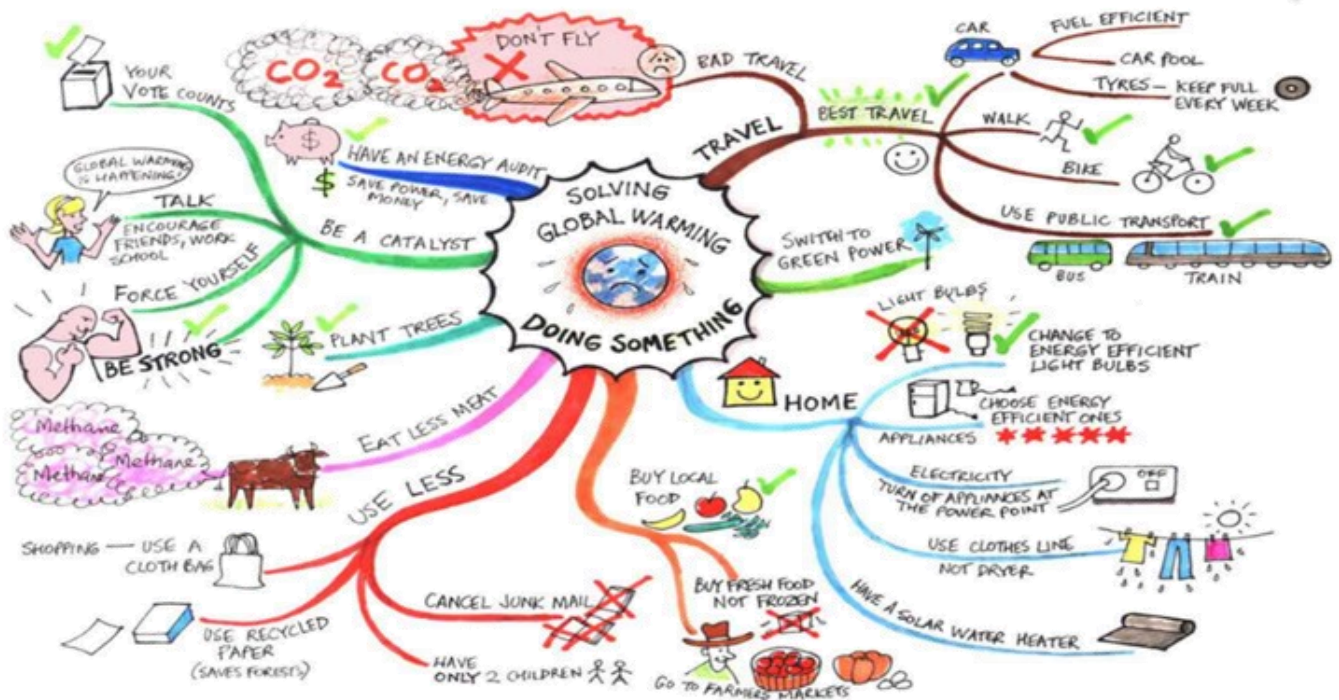 SOLVING
GLOBAL WARMING
DOING SOMETHING
TRAVEL
BAD TRAVEL
DON'T FLY
CO2
CO2
BEST TRAVEL
CAR
FUEL EFFICIENT
CAR POOL
TYRES — KEEP FULL
EVERY WEEK
WALK
BIKE
USE PUBLIC TRANSPORT
BUS
TRAIN
SWITCH TO
GREEN POWER
HOME
LIGHT BULBS
CHANGE TO
ENERGY EFFICIENT
LIGHT BULBS
CHOOSE ENERGY
EFFICIENT ONES
APPLIANCES
ELECTRICITY
TURN OF APPLIANCES AT
THE POWER POINT
OFF
USE CLOTHES LINE
NOT DRYER
HAVE A SOLAR WATER HEATER
BUY LOCAL
FOOD
BUY FRESH FOOD
NOT FROZEN
GO TO FARMERS MARKETS
USE LESS
SHOPPING — USE A
CLOTH BAG
USE RECYCLED
PAPER
(SAVES FORESTS)
CANCEL JUNK MAIL
HAVE
ONLY 2 CHILDREN
EAT LESS MEAT
Methane
Methane
Methane
PLANT TREES
BE A CATALYST
YOUR
VOTE COUNTS
GLOBAL WARMING
IS HAPPENING!
TALK
ENCOURAGE
FRIENDS, WORK
SCHOOL
FORCE YOURSELF
BE STRONG
HAVE AN ENERGY AUDIT
SAVE POWER, SAVE
MONEY
$
$